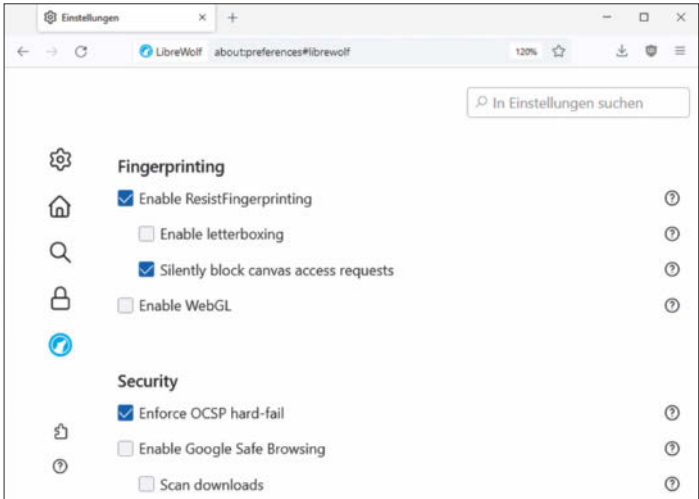 Einstellungen
LibreWolf about:preferences#librewolf 120%
In Einstellungen suchen
Fingerprinting
Enable ResistFingerprinting
Enable letterboxing
Silently block canvas access requests
Enable WebGL
Security
Enforce OCSP hard-fail
Enable Google Safe Browsing
Scan downloads